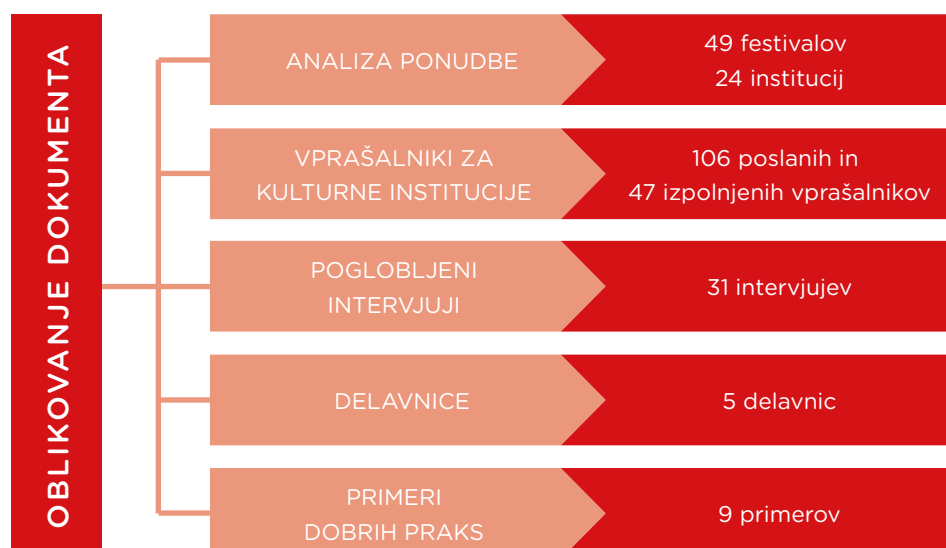 OBLIKOVANJE DOKUMENTA
ANALIZA PONUDBE
49 festivalov
24 institucij
VPRAŠALNIKI ZA
KULTURNE INSTITUCIJE
106 poslanih in
47 izpolnjenih vprašalnikov
POGLOBLJENI
INTERVJUJI
31 intervjujev
DELAVNICE
5 delavnic
PRIMERI
DOBRIH PRAKS
9 primerov